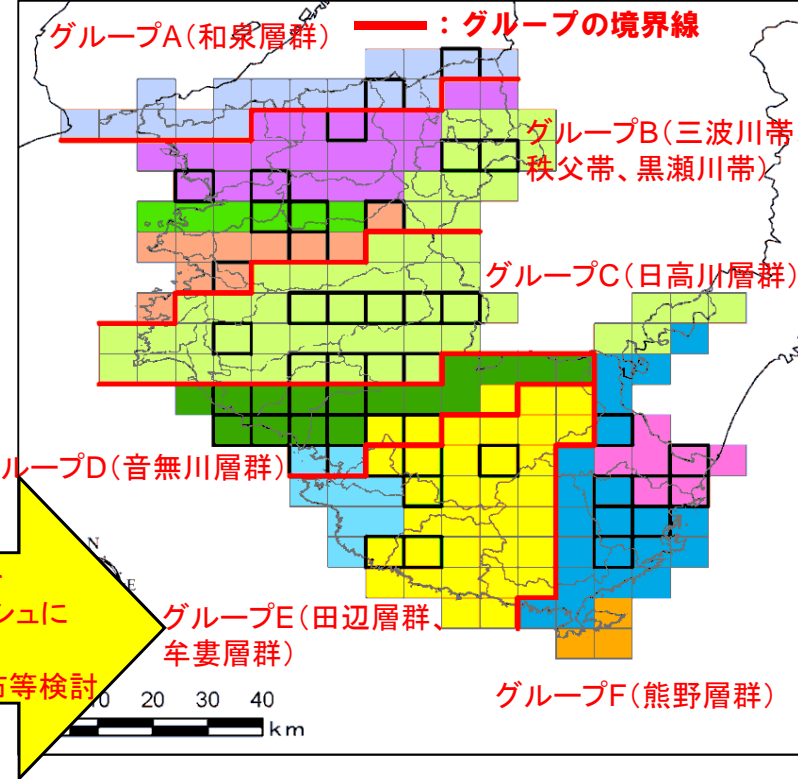 グループA（和泉層群）
：グループの境界線
グループB（三波川帯
秩父帯、黒瀬川帯）
グループC（日高川層群）
ループD（音無川層群）
N
E
シュに
等検討
グループE（田辺層群、
牟婁層群）
グループF（熊野層群）
0 20 30 40
km